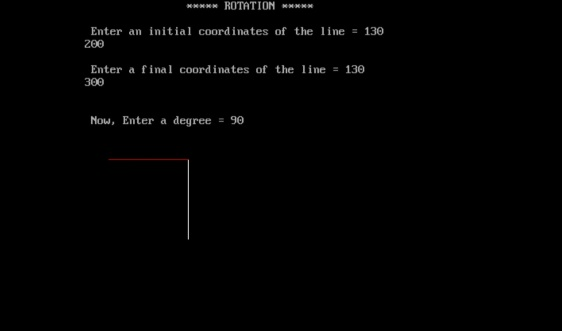 ***** ROTATION *****
Enter an initial coordinates of the line = 130
200
Enter a final coordinates of the line = 130
300
Now, Enter a degree = 90